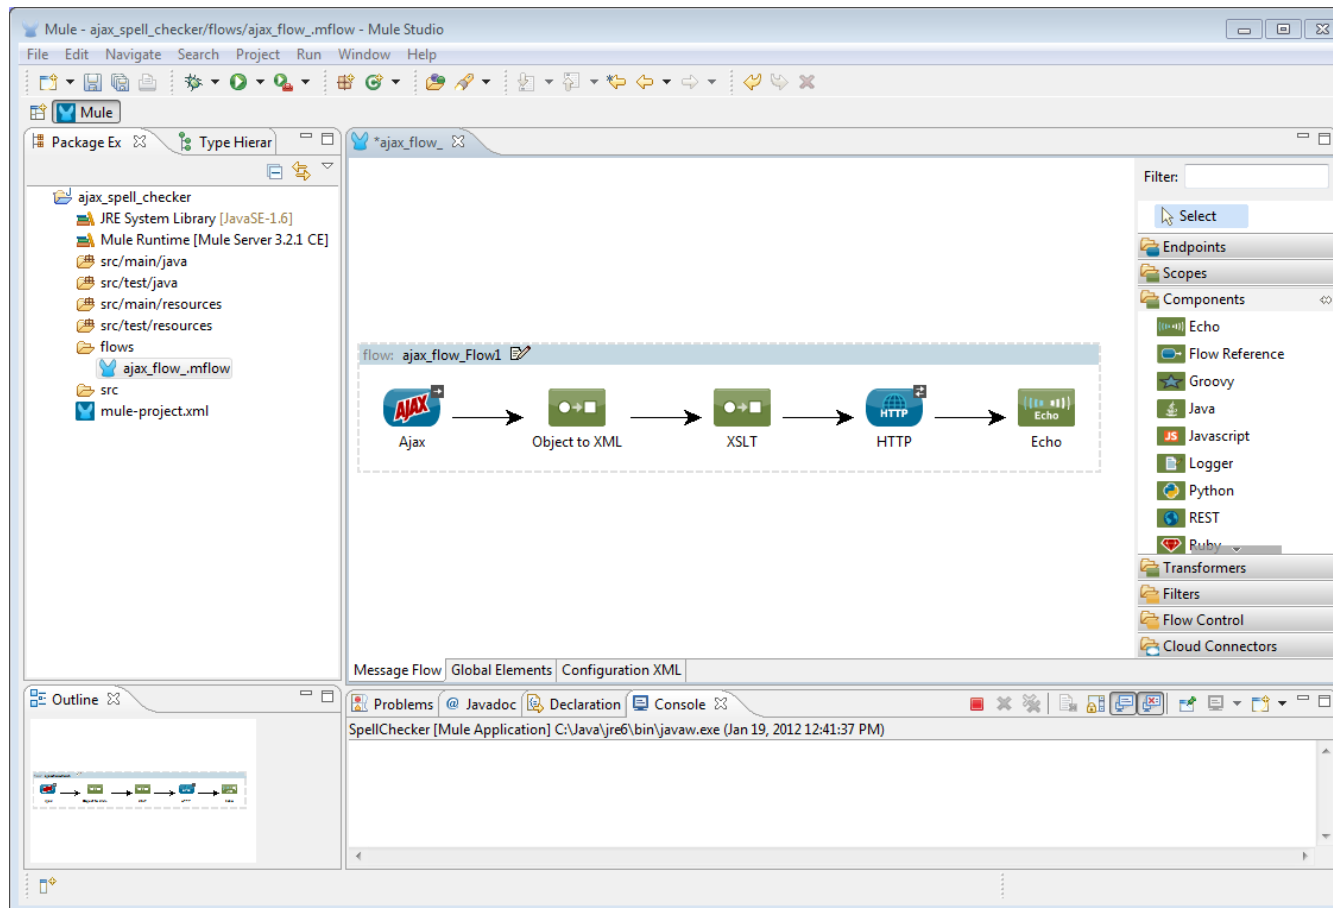 Mule - ajax_spell_checker/flows/ajax_flow_.mflow - Mule Studio
File Edit Navigate Search Project Run Window Help
Mule
Package Ex
Type Hierar
*ajax_flow_
ajax_spell_checker
JRE System Library [JavaSE-1.6]
Mule Runtime [Mule Server 3.2.1 CE]
src/main/java
src/test/java
src/main/resources
src/test/resources
flows
ajax_flow_.mflow
src
mule-project.xml
flow: ajax_flow_Flow1
AJAX
HTTP
Echo
Ajax
Object to XML
XSLT
HTTP
Echo
Filter:
Select
Endpoints
Scopes
Components
Echo
Flow Reference
Groovy
Java
JS Javascript
Logger
Python
REST
Ruby
Transformers
Filters
Flow Control
Cloud Connectors
Message Flow
Global Elements
Configuration XML
Outline
Problems
@ Javadoc
Declaration
Console
SpellChecker [Mule Application] C:\Java\jre6\bin\javaw.exe (Jan 19, 2012 12:41:37 PM)